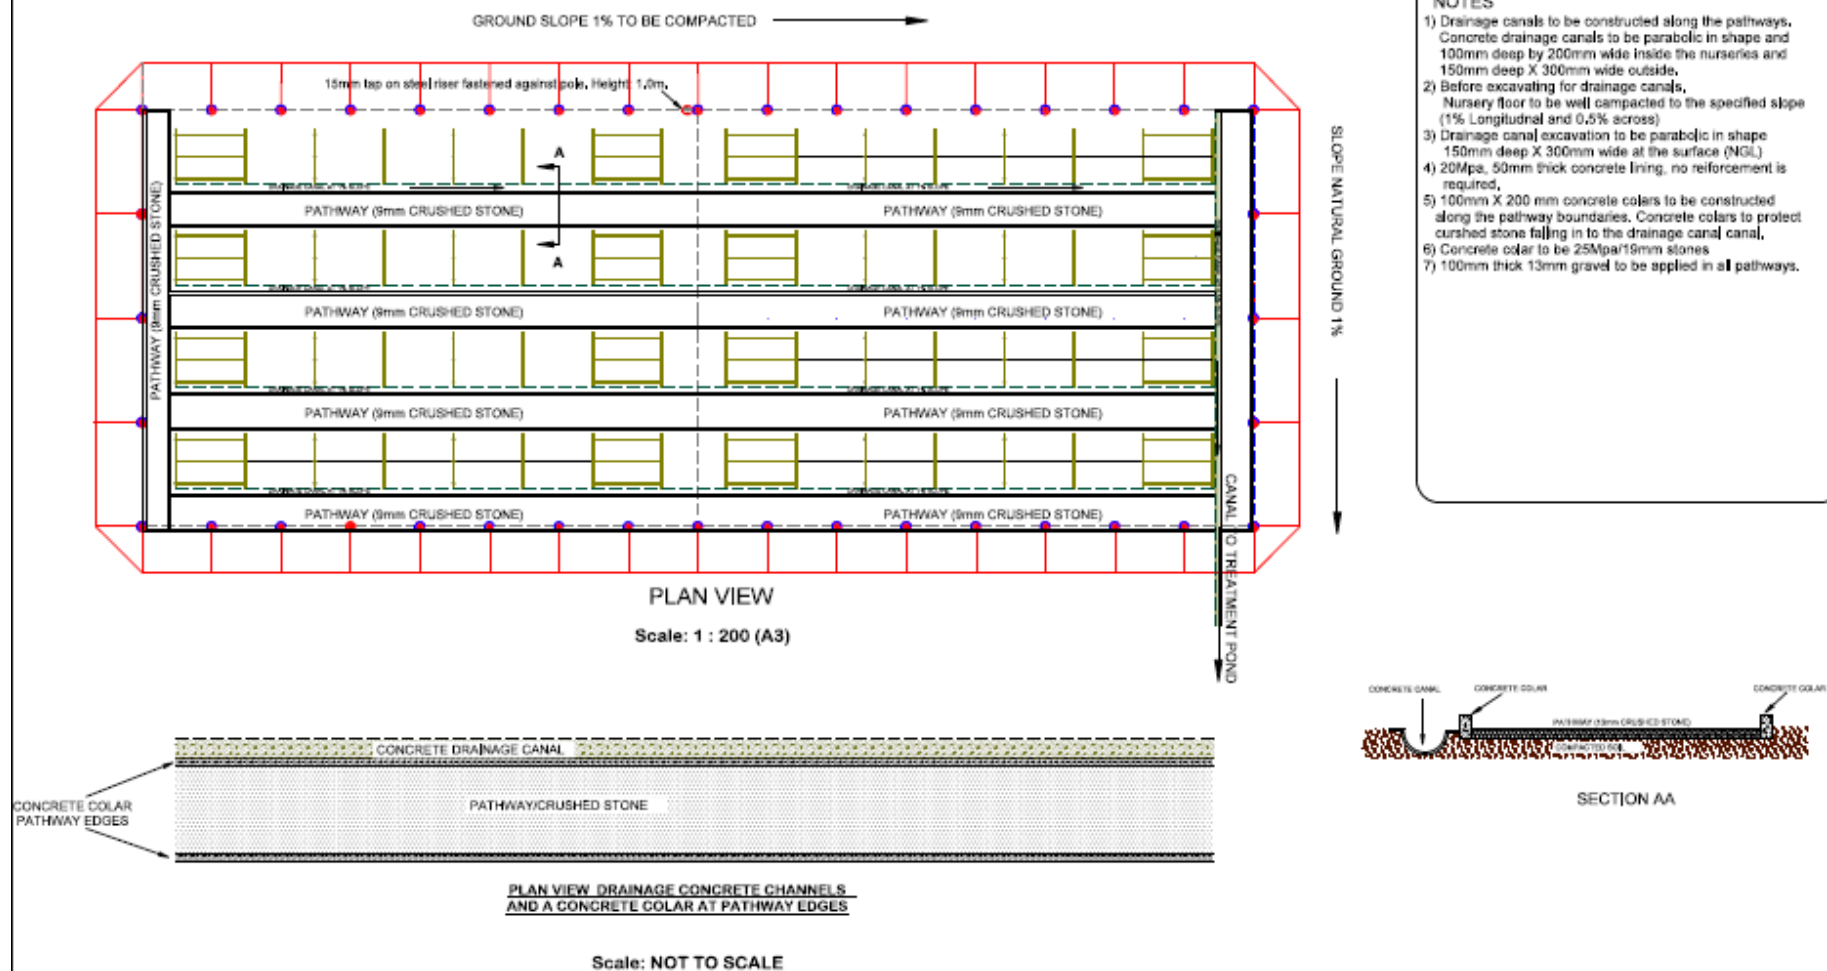 GROUND SLOPE 1% TO BE COMPACTED
15mm tap on steel riser fastened against pole. Height: 1.0m.
A
A
PATHWAY (9mm CRUSHED STONE)
PATHWAY (9mm CRUSHED STONE)
PATHWAY (9mm CRUSHED STONE)
PATHWAY (9mm CRUSHED STONE)
PATHWAY (9mm CRUSHED STONE)
PATHWAY (9mm CRUSHED STONE)
PATHWAY (9mm CRUSHED STONE)
PATHWAY (9mm CRUSHED STONE)
PATHWAY (9mm CRUSHED STONE)
SLOPE NATURAL GROUND 1%
CANAL TO TREATMENT POND
PLAN VIEW
Scale: 1 : 200 (A3)
NOTES
1) Drainage canals to be constructed along the pathways.
Concrete drainage canals to be parabolic in shape and
100mm deep by 200mm wide inside the nurseries and
150mm deep X 300mm wide outside.
2) Before excavating for drainage canals,
Nursery floor to be well campacted to the specified slope
(1% Longitudnal and 0.5% across)
3) Drainage canal excavation to be parabolic in shape
150mm deep X 300mm wide at the surface (NGL)
4) 20Mpa, 50mm thick concrete lining, no reiforcement is
required.
5) 100mm X 200 mm concrete colars to be constructed
along the pathway boundaries. Concrete colars to protect
curshed stone falling in to the drainage canal canal.
6) Concrete colar to be 25Mpa/19mm stones
7) 100mm thick 13mm gravel to be applied in all pathways.
CONCRETE CANAL
CONCRETE COLAR
CONCRETE COLAR
PATHWAY (13mm CRUSHED STONE)
COMPACTED SOIL
SECTION AA
CONCRETE DRAINAGE CANAL
PATHWAY/CRUSHED STONE
CONCRETE COLAR
PATHWAY EDGES
PLAN VIEW DRAINAGE CONCRETE CHANNELS
AND A CONCRETE COLAR AT PATHWAY EDGES
Scale: NOT TO SCALE